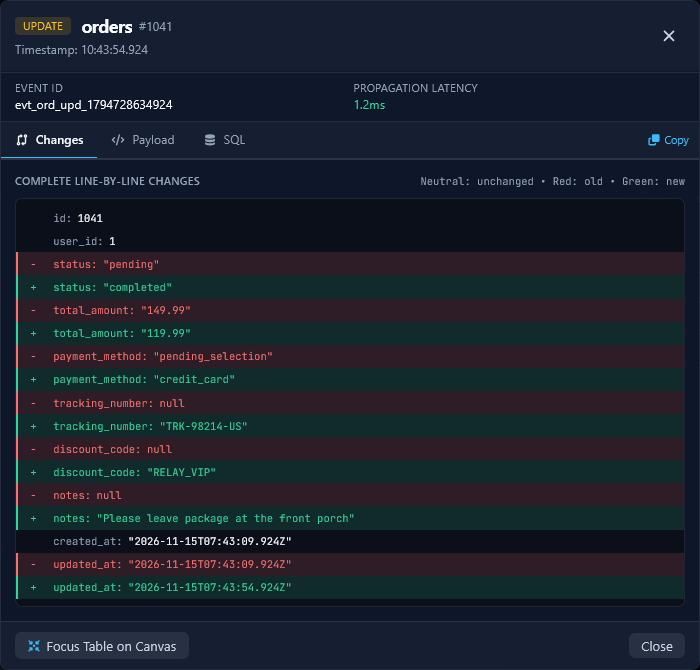 UPDATE orders #1041
Timestamp: 10:43:54.924
EVENT ID PROPAGATION LATENCY
evt_ord_upd_1794728634924 1.2ms
Changes Payload SQL Copy
COMPLETE LINE-BY-LINE CHANGES Neutral: unchanged • Red: old • Green: new
id: 1041
user_id: 1
- status: "pending"
+ status: "completed"
- total_amount: "149.99"
+ total_amount: "119.99"
- payment_method: "pending_selection"
+ payment_method: "credit_card"
- tracking_number: null
+ tracking_number: "TRK-98214-US"
- discount_code: null
+ discount_code: "RELAY_VIP"
- notes: null
+ notes: "Please leave package at the front porch"
created_at: "2026-11-15T07:43:09.924Z"
- updated_at: "2026-11-15T07:43:09.924Z"
+ updated_at: "2026-11-15T07:43:54.924Z"
Focus Table on Canvas Close